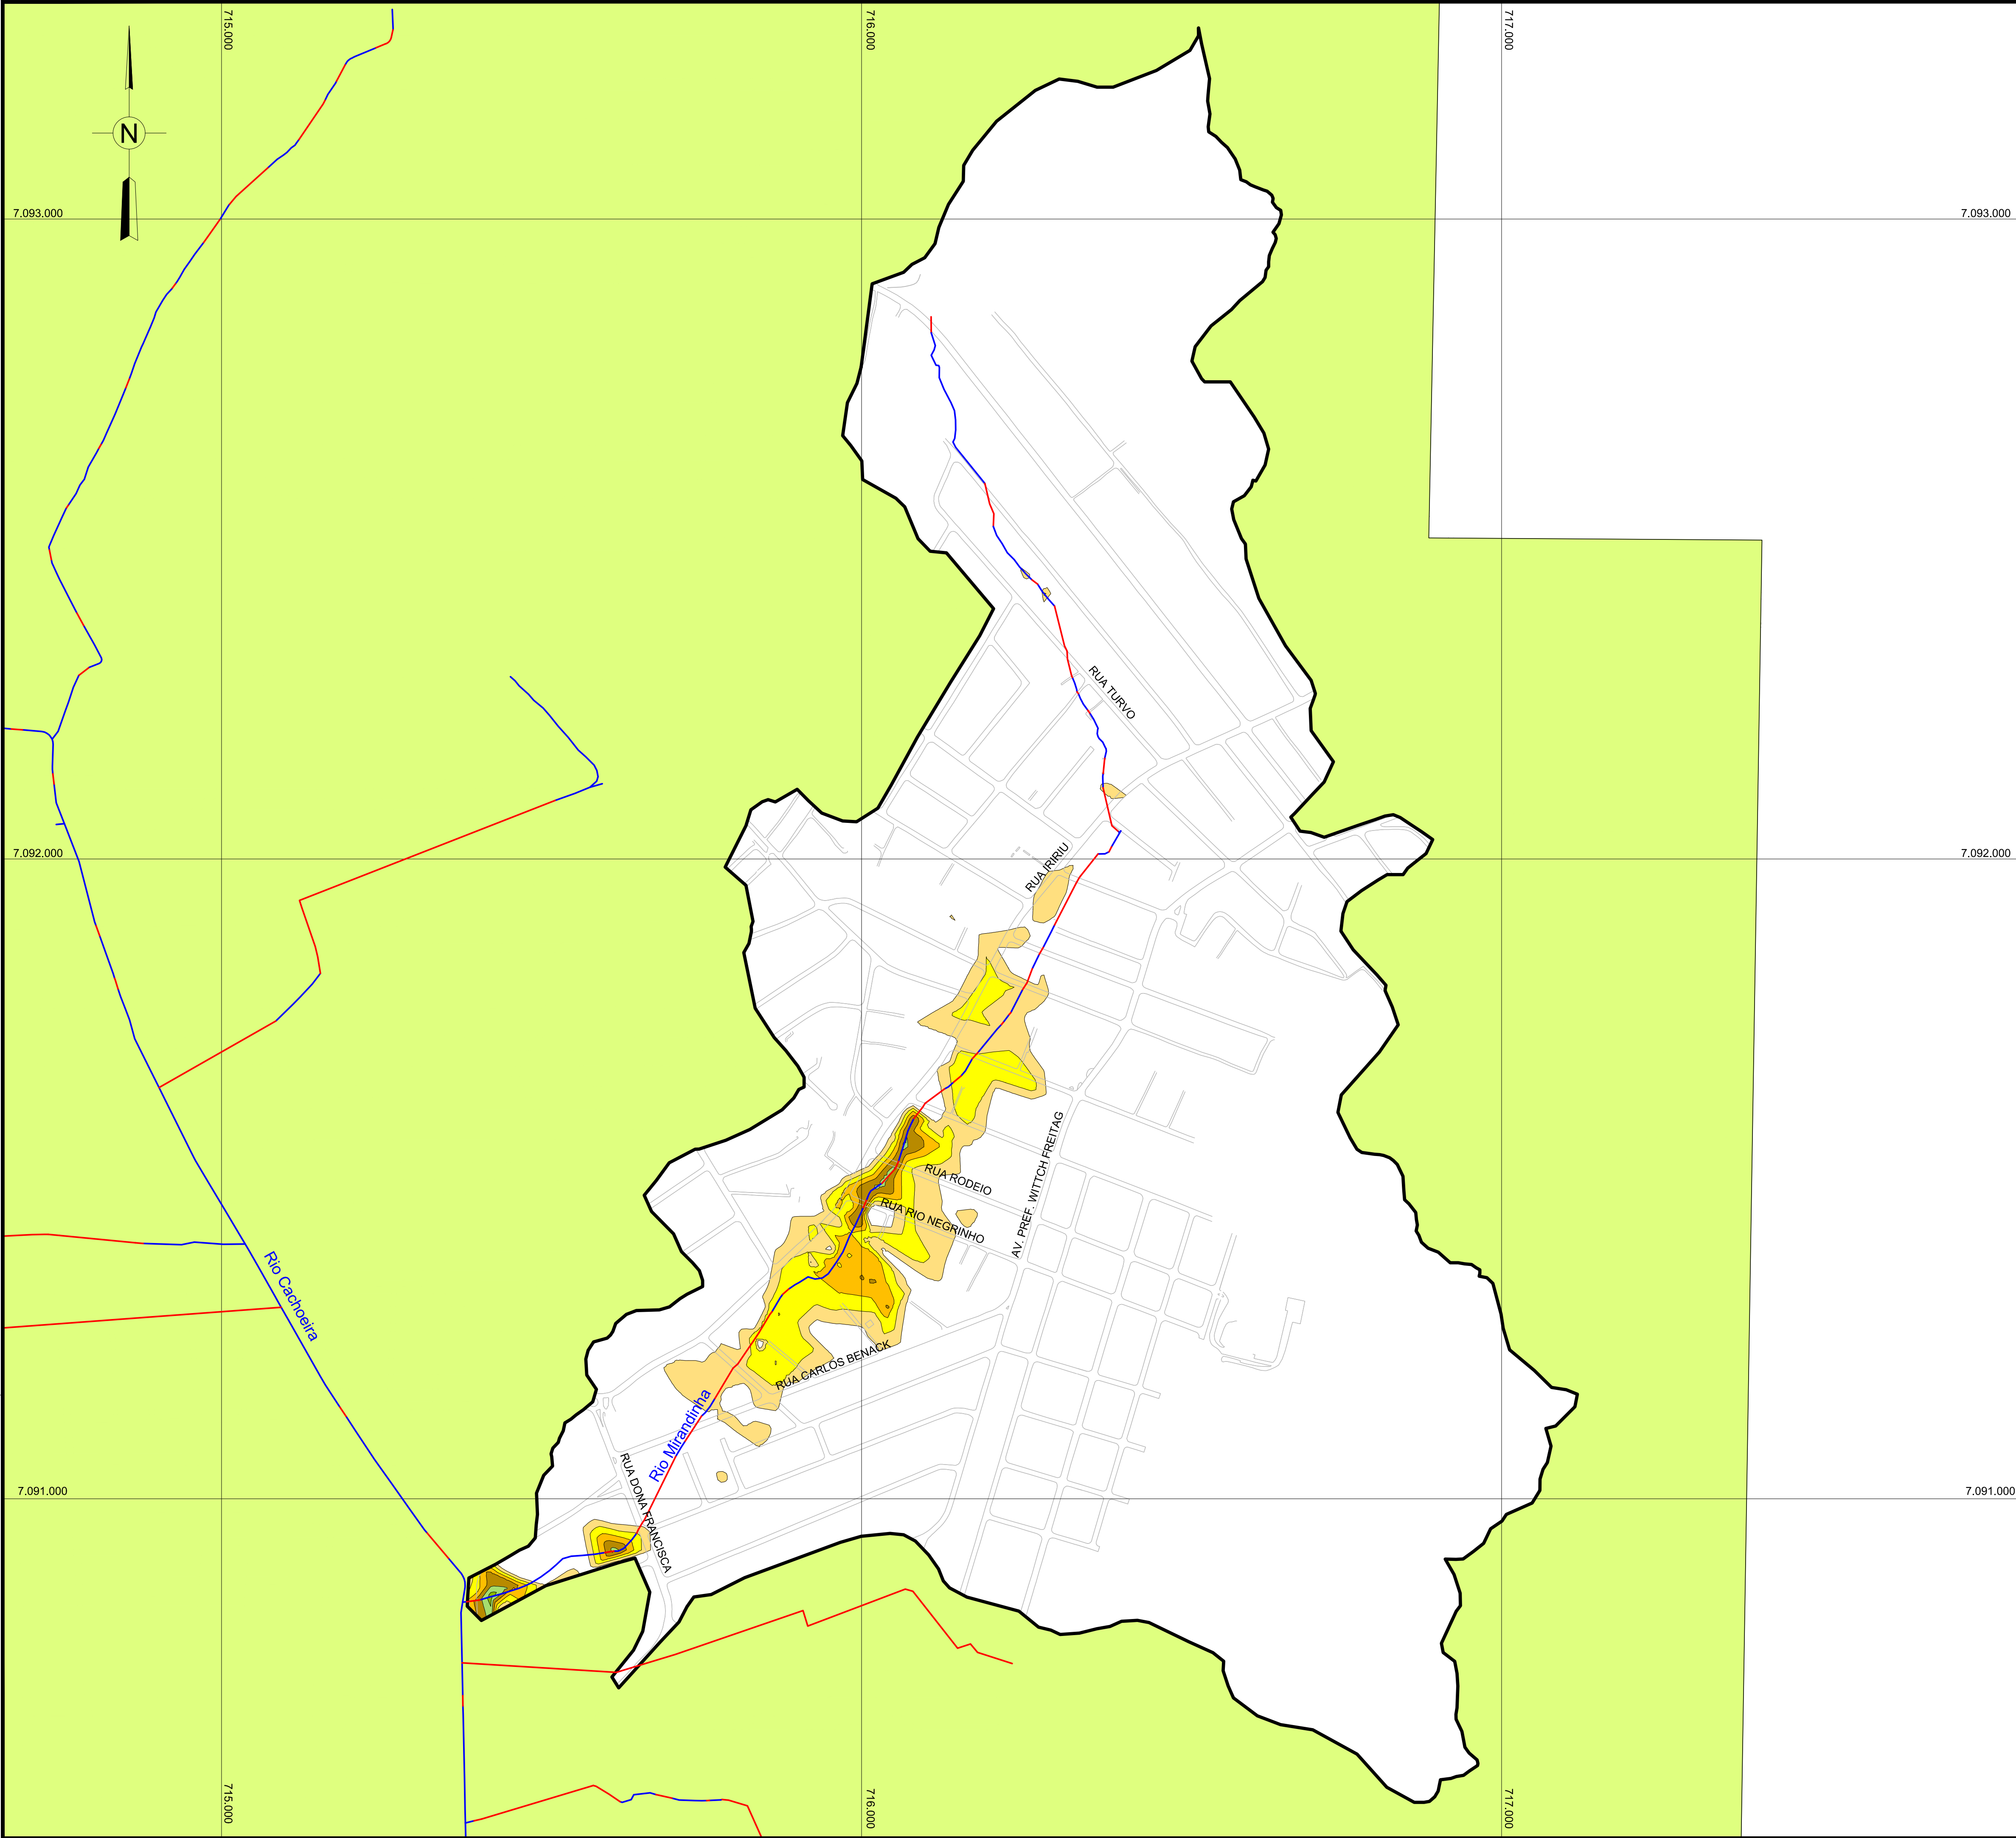 715.000
716.000
717.000
N
7.093.000
7.093.000
RUA TURVO
7.092.000
7.092.000
RUA IRIRIU
RUA RODEIO
AV. PREF. WITTCH FREITAG
RUA RIO NEGRINHO
Rio Cachoeira
RUA CARLOS BENACK
Rio Mirandinha
RUA DONA FRANCISCA
7.091.000
7.091.000
715.000
716.000
717.000